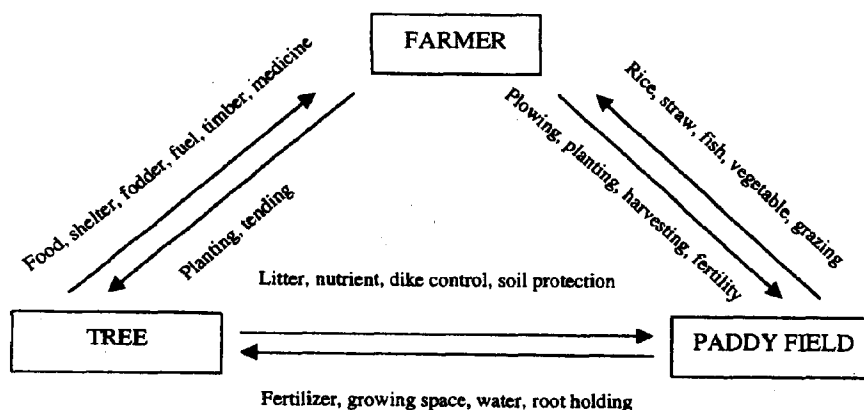 FARMER
Food, shelter, fodder, fuel, timber, medicine
Planting, tending
Plowing, planting, harvesting, fertility
Rice, straw, fish, vegetable, grazing
Litter, nutrient, dike control, soil protection
TREE
PADDY FIELD
Fertilizer, growing space, water, root holding